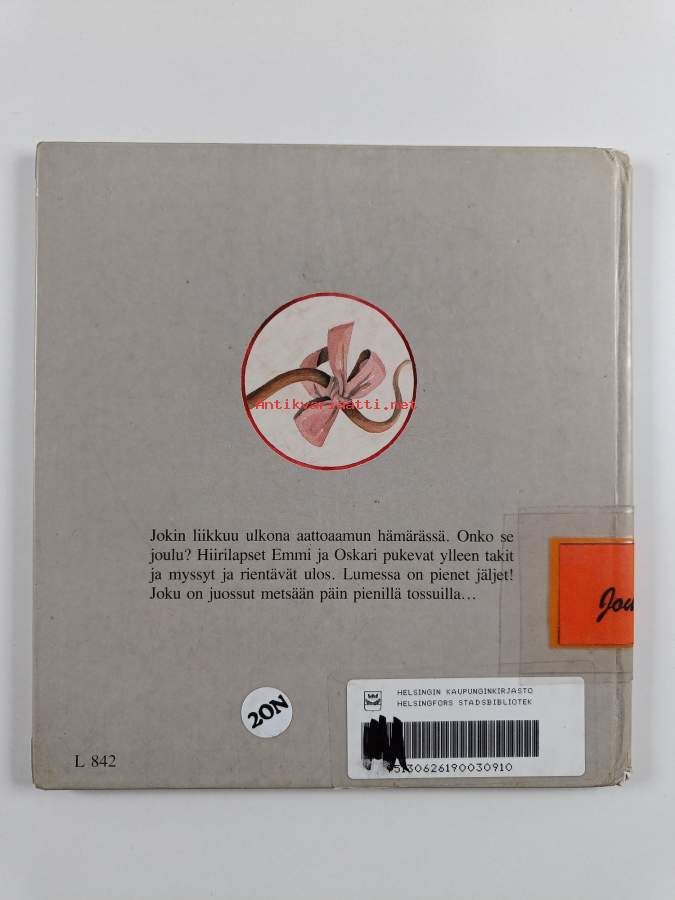 Antikvariaatti.net
Jokin liikkuu ulkona aattoaamun hämärässä. Onko se
joulu? Hiirilapset Emmi ja Oskari pukevat ylleen takit
ja myssyt ja rientävät ulos. Lumessa on pienet jäljet!
Joku on juossut metsään päin pienillä tossuilla...
Jou
20N
HELSINGIN KAUPUNGINKIRJASTO
HELSINGFORS STADSBIBLIOTEK
95130626190030910
L 842